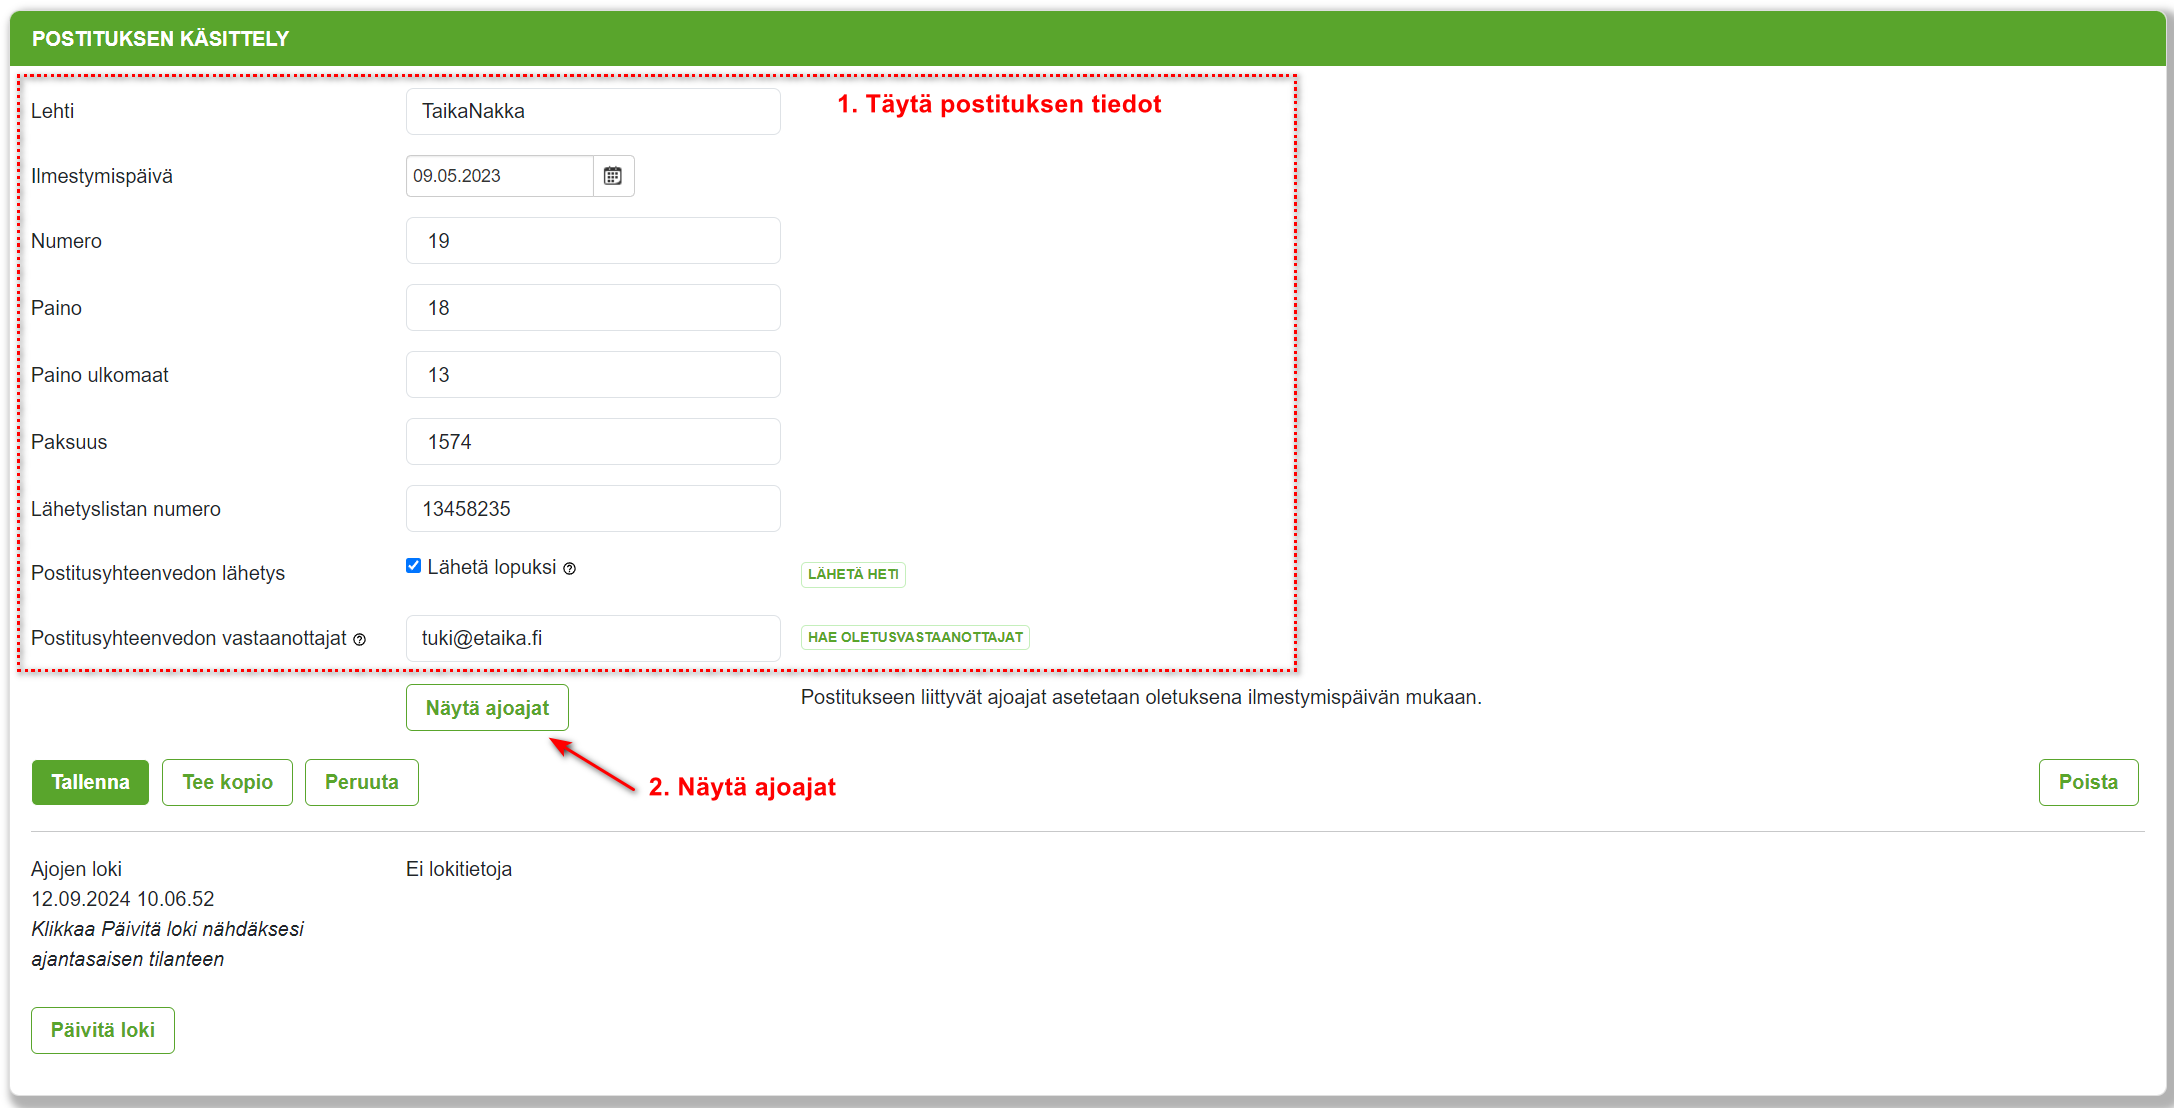 POSTITUKSEN KÄSITTELY
1. Täytä postituksen tiedot
Lehti TaikaNakka
Ilmestymispäivä 09.05.2023
Numero 19
Paino 18
Paino ulkomaat 13
Paksuus 1574
Lähetyslistan numero 13458235
Postitusyhteenvedon lähetys Lähetä lopuksi LÄHETÄ HETI
Postitusyhteenvedon vastaanottajat tuki@etaika.fi HAE OLETUSVASTAANOTTAJAT
Näytä ajoajat Postitukseen liittyvät ajoajat asetetaan oletuksena ilmestymispäivän mukaan.
2. Näytä ajoajat
Tallenna Tee kopio Peruuta Poista
Ajojen loki Ei lokitietoja
12.09.2024 10.06.52
Klikkaa Päivitä loki nähdäksesi
ajantasaisen tilanteen
Päivitä loki